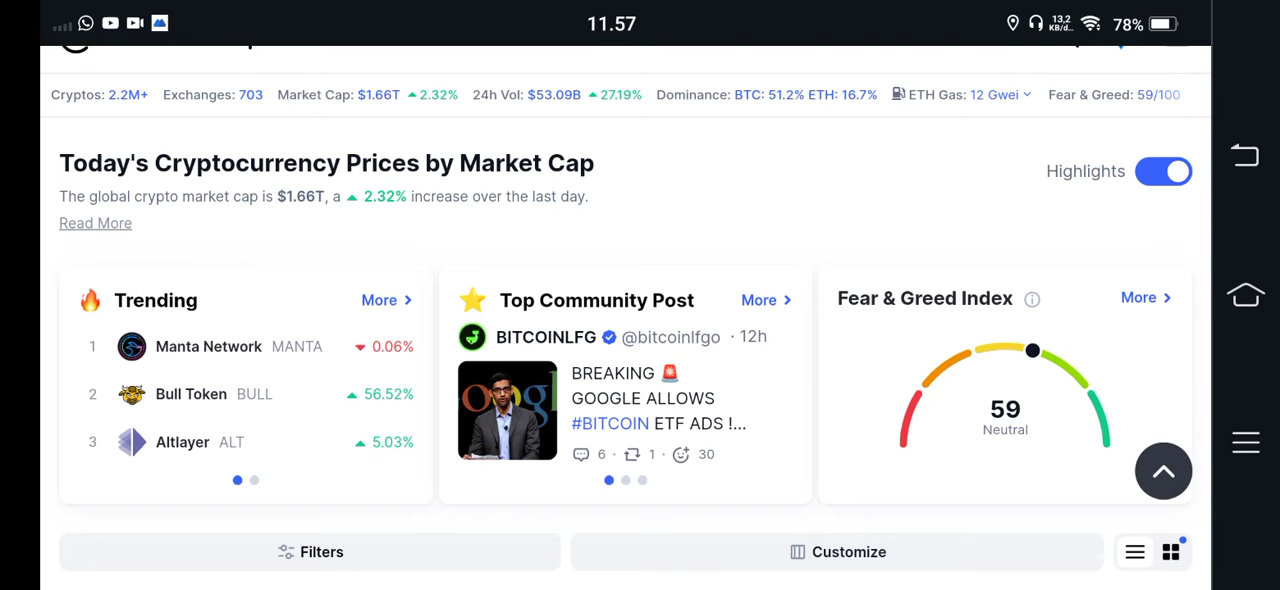 11.57
13,2
KB/d...
78%
Cryptos: 2.2M+ Exchanges: 703 Market Cap: $1.66T 2.32% 24h Vol: $53.09B 27.19% Dominance: BTC: 51.2% ETH: 16.7% ETH Gas: 12 Gwei Fear & Greed: 59/100
Today's Cryptocurrency Prices by Market Cap
Highlights
The global crypto market cap is $1.66T, a 2.32% increase over the last day.
Read More
Trending
More >
1 Manta Network MANTA 0.06%
2 Bull Token BULL 56.52%
3 Altlayer ALT 5.03%
Top Community Post
More >
BITCOINLFG @bitcoinlfgo · 12h
BREAKING 🚨
GOOGLE ALLOWS
#BITCOIN ETF ADS !...
6 · 1 · 30
Fear & Greed Index
More >
59
Neutral
Filters
Customize